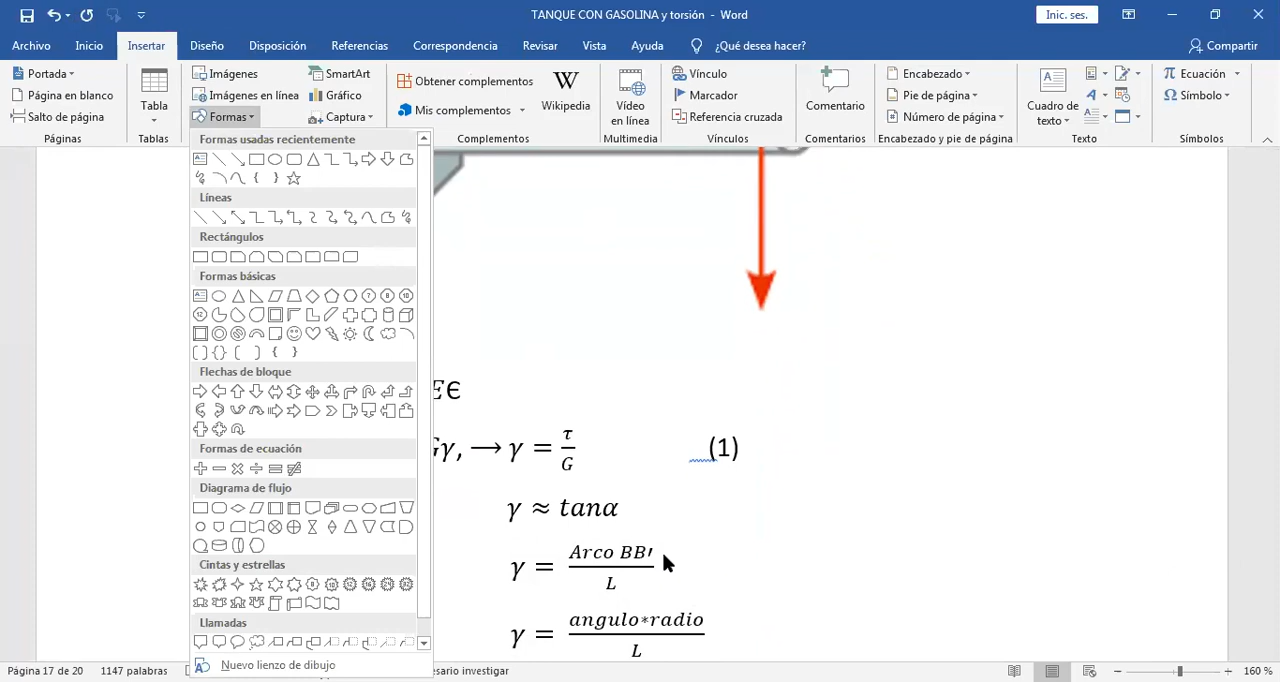 TANQUE CON GASOLINA y torsión - Word
Inic. ses.
Archivo Inicio Insertar Diseño Disposición Referencias Correspondencia Revisar Vista Ayuda ¿Qué desea hacer? Compartir
Portada
Página en blanco
Salto de página
Páginas
Tabla
Tablas
Imágenes
Imágenes en línea
Formas
SmartArt
Gráfico
Captura
Obtener complementos
Mis complementos
Wikipedia
Complementos
Vídeo
en línea
Multimedia
Vínculo
Marcador
Referencia cruzada
Vínculos
Comentario
Comentarios
Encabezado
Pie de página
Número de página
Encabezado y pie de página
Cuadro de
texto
Texto
Ecuación
Símbolo
Símbolos
Formas usadas recientemente
Líneas
Rectángulos
Formas básicas
Flechas de bloque
Formas de ecuación
Diagrama de flujo
Cintas y estrellas
Llamadas
Nuevo lienzo de dibujo
EЄ
Gγ, ⟶ γ = τ/G (1)
γ ≈ tanα
γ = Arco BB′/L
γ = angulo*radio/L
Página 17 de 20 1147 palabras esario investigar 160 %